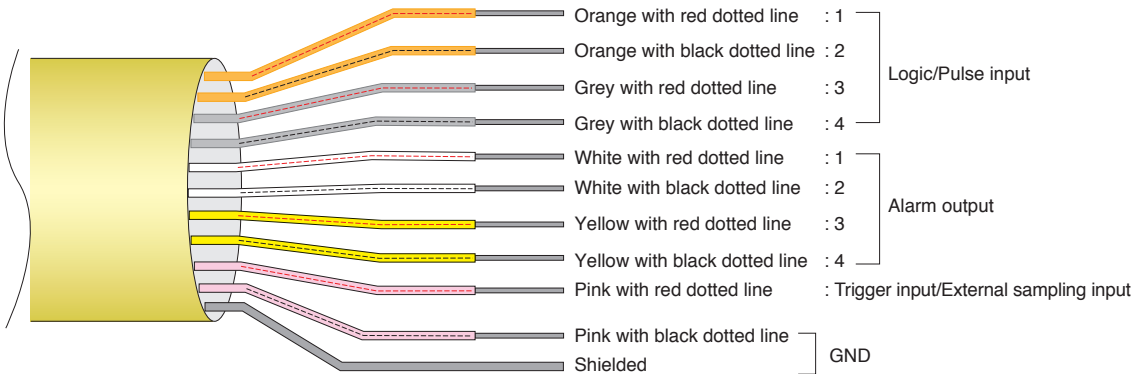 Orange with red dotted line : 1
Orange with black dotted line : 2
Logic/Pulse input
Grey with red dotted line : 3
Grey with black dotted line : 4
White with red dotted line : 1
White with black dotted line : 2
Alarm output
Yellow with red dotted line : 3
Yellow with black dotted line : 4
Pink with red dotted line : Trigger input/External sampling input
Pink with black dotted line
GND
Shielded